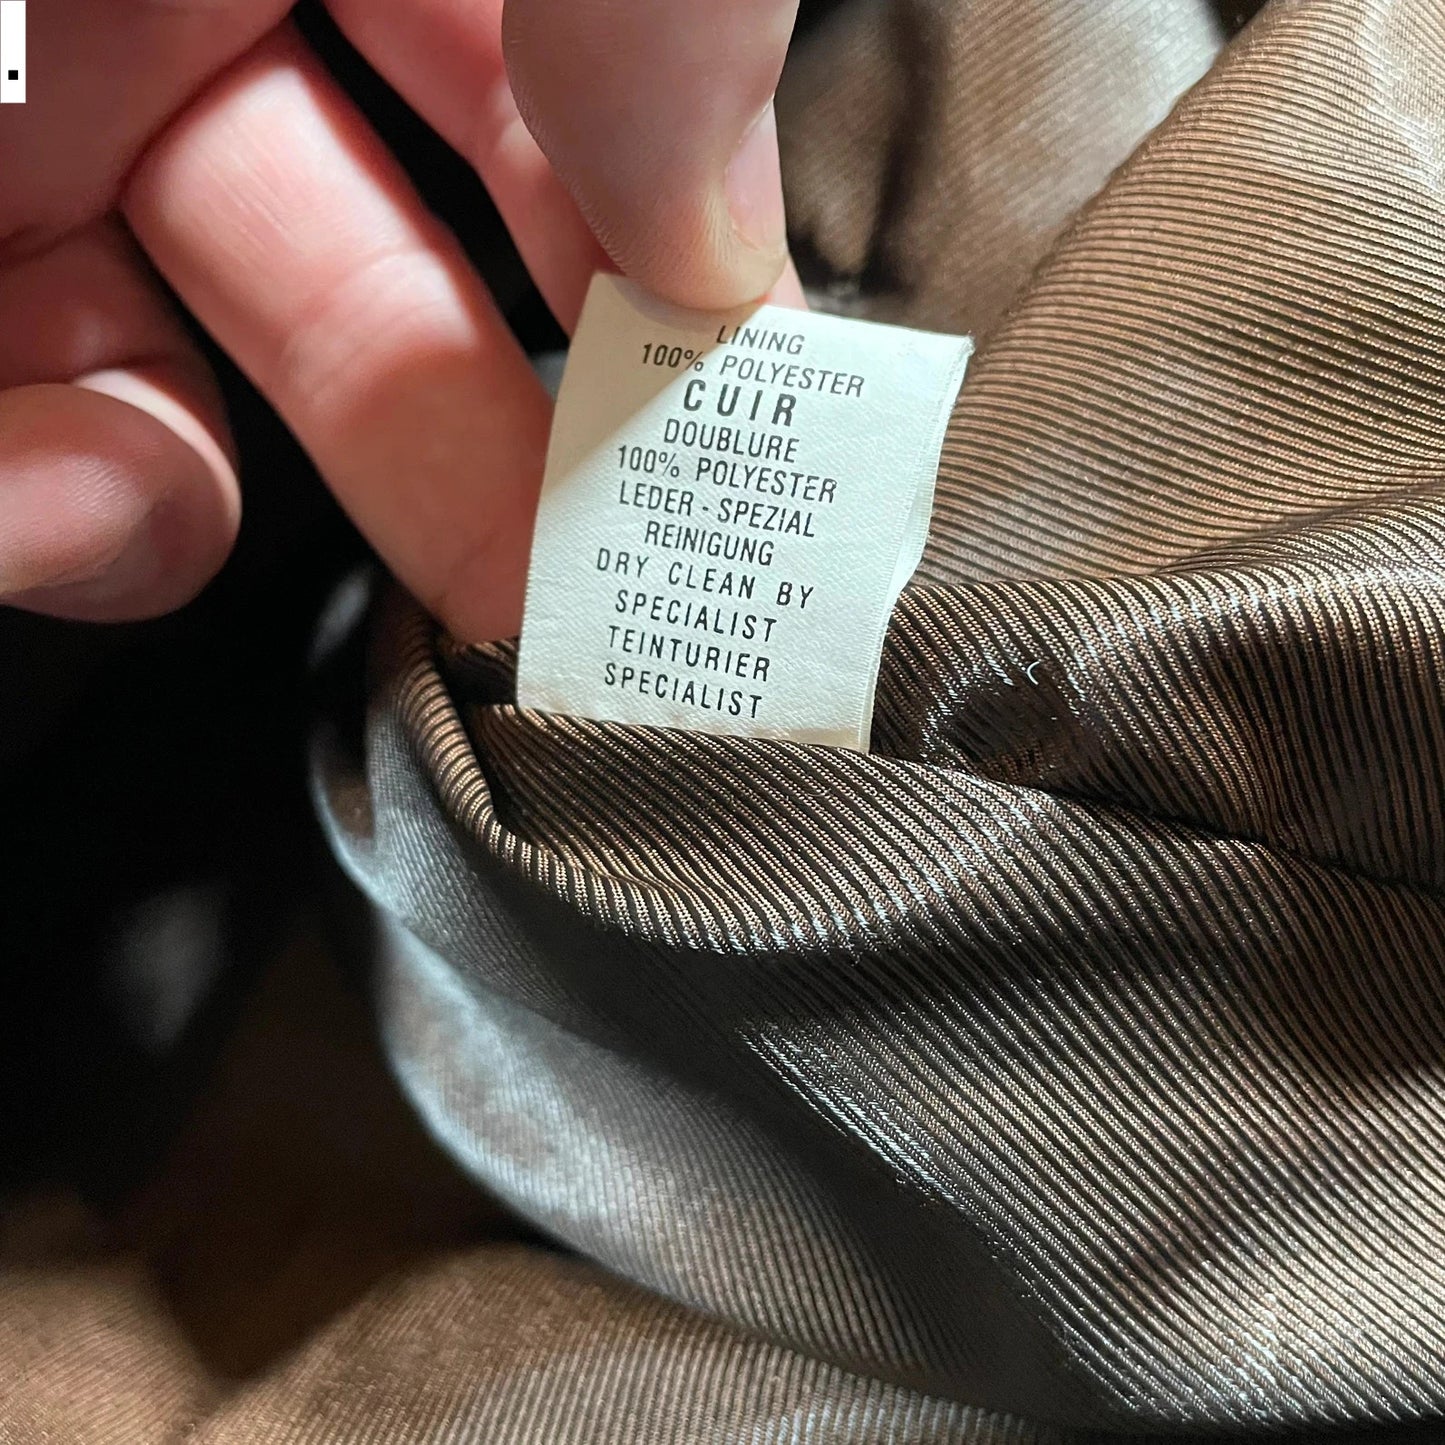 .
LINING
100% POLYESTER
CUIR
DOUBLURE
100% POLYESTER
LEDER - SPEZIAL
REINIGUNG
DRY CLEAN BY
SPECIALIST
TEINTURIER
SPECIALIST